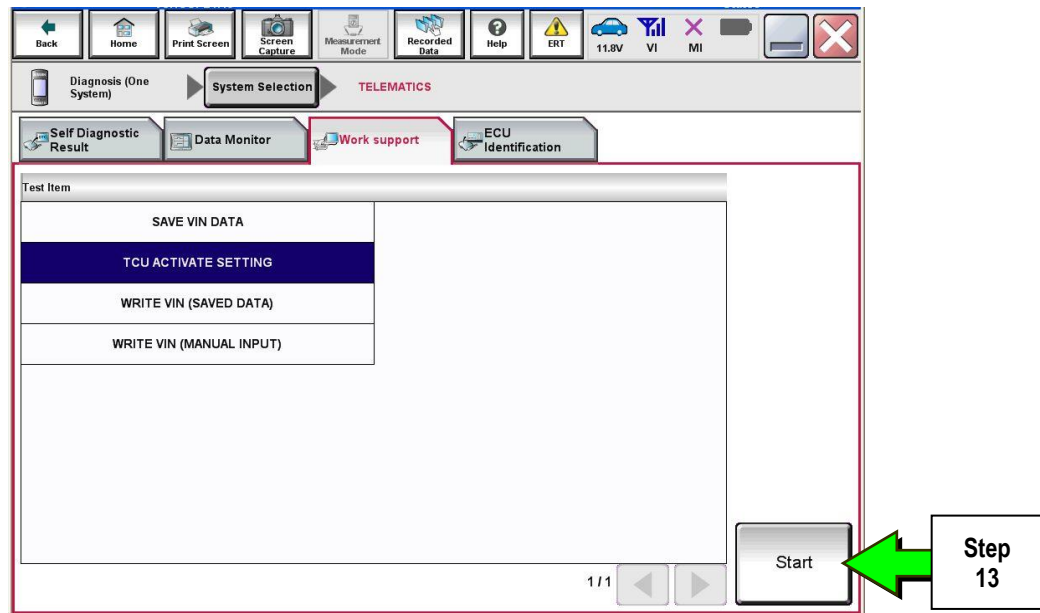 Back
Home
Print Screen
Screen
Capture
Measurement
Mode
Recorded
Data
Help
ERT
11.8V
VI
MI
Diagnosis (One
System)
System Selection
TELEMATICS
Self Diagnostic
Result
Data Monitor
Work support
ECU
Identification
Test Item
SAVE VIN DATA
TCU ACTIVATE SETTING
WRITE VIN (SAVED DATA)
WRITE VIN (MANUAL INPUT)
Start
Step
13
1/1